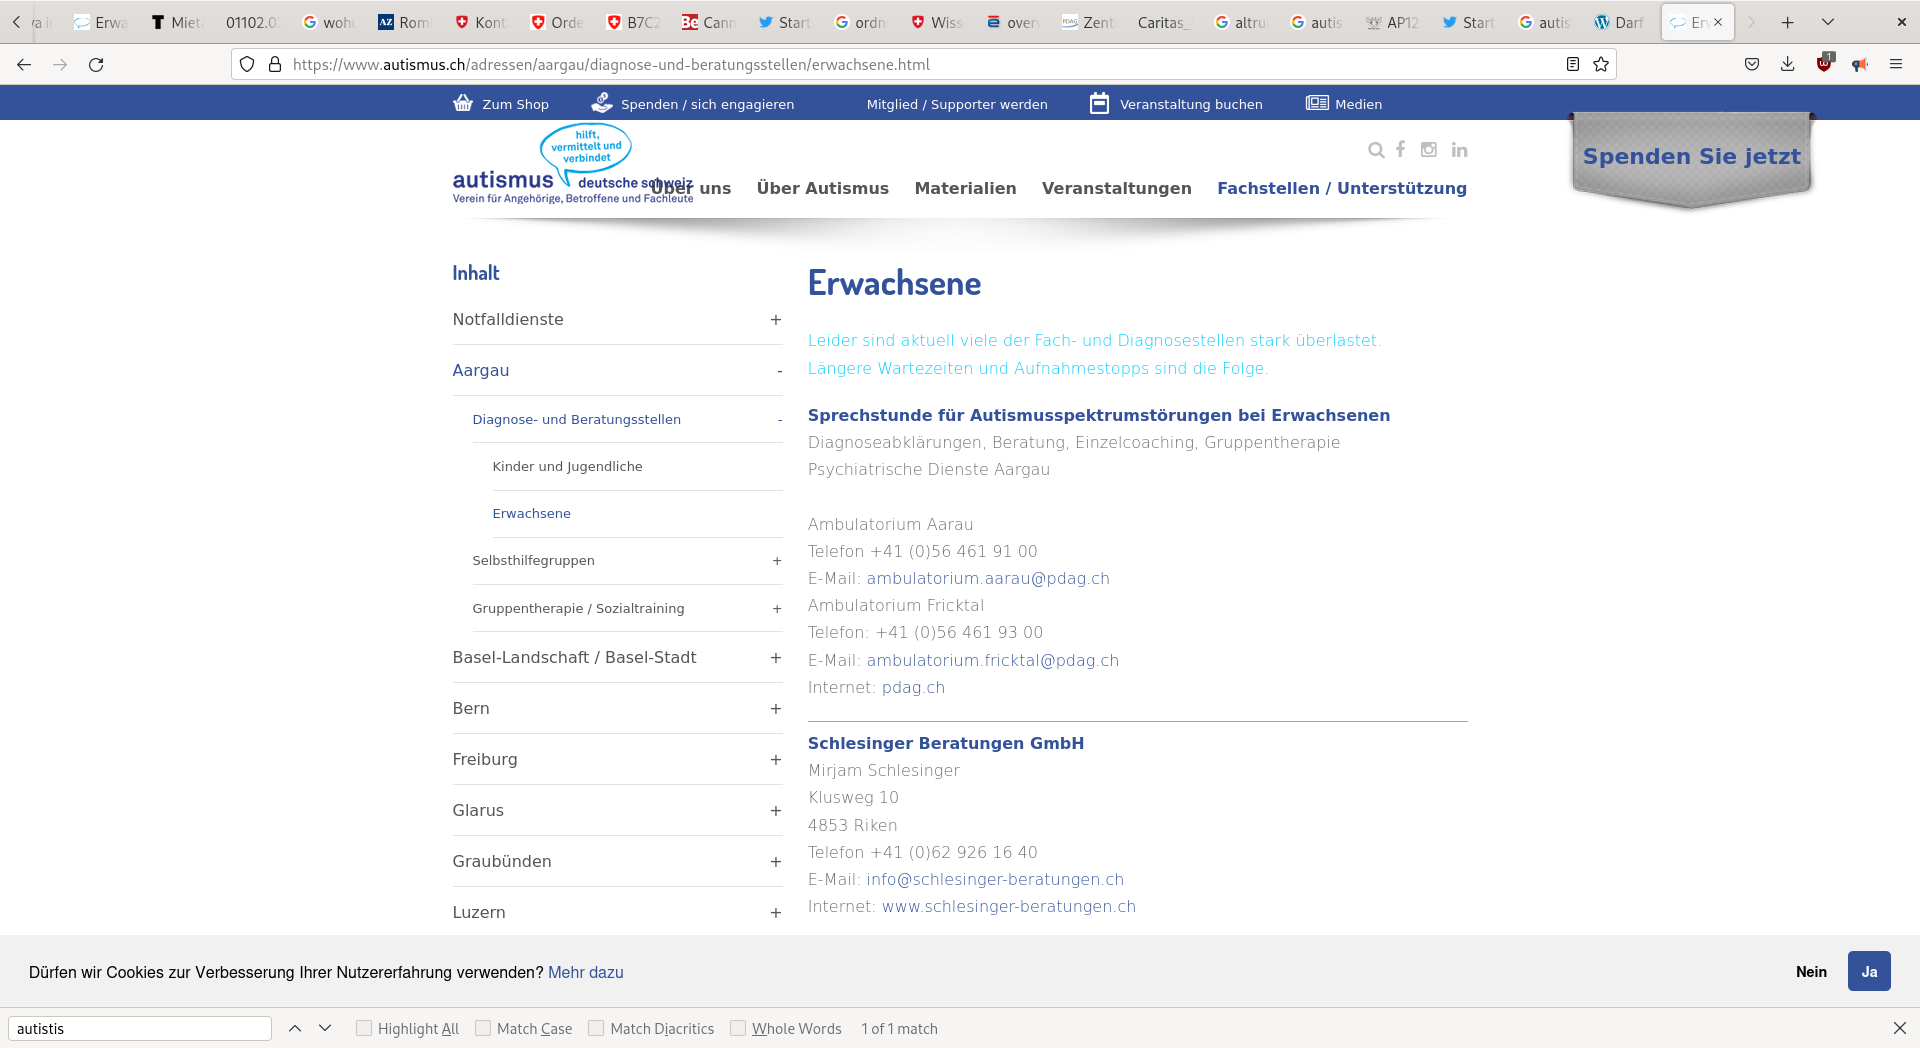 Erwa
Miet
01102.0
woh
AZ Rom
Kont
Orde
B7C2
Be Cann
Start
ordn
Wiss
over
PDAG Zent
Caritas_
altru
autis
AP12
Start
autis
Darf
Er
https://www.autismus.ch/adressen/aargau/diagnose-und-beratungsstellen/erwachsene.html
1
Zum Shop
Spenden / sich engagieren
Mitglied / Supporter werden
Veranstaltung buchen
Medien
hilft,
vermittelt und
verbindet
autismus deutsche schweiz
Verein für Angehörige, Betroffene und Fachleute
Über uns
Über Autismus
Materialien
Veranstaltungen
Fachstellen / Unterstützung
Spenden Sie jetzt
Inhalt
Notfalldienste +
Aargau -
Diagnose- und Beratungsstellen -
Kinder und Jugendliche
Erwachsene
Selbsthilfegruppen +
Gruppentherapie / Sozialtraining +
Basel-Landschaft / Basel-Stadt +
Bern +
Freiburg +
Glarus +
Graubünden +
Luzern +
Erwachsene
Leider sind aktuell viele der Fach- und Diagnosestellen stark überlastet.
Längere Wartezeiten und Aufnahmestopps sind die Folge.
Sprechstunde für Autismusspektrumstörungen bei Erwachsenen
Diagnoseabklärungen, Beratung, Einzelcoaching, Gruppentherapie
Psychiatrische Dienste Aargau
Ambulatorium Aarau
Telefon +41 (0)56 461 91 00
E-Mail: ambulatorium.aarau@pdag.ch
Ambulatorium Fricktal
Telefon: +41 (0)56 461 93 00
E-Mail: ambulatorium.fricktal@pdag.ch
Internet: pdag.ch
Schlesinger Beratungen GmbH
Mirjam Schlesinger
Klusweg 10
4853 Riken
Telefon +41 (0)62 926 16 40
E-Mail: info@schlesinger-beratungen.ch
Internet: www.schlesinger-beratungen.ch
Dürfen wir Cookies zur Verbesserung Ihrer Nutzererfahrung verwenden? Mehr dazu
Nein
Ja
autistis
Highlight All
Match Case
Match Diacritics
Whole Words
1 of 1 match